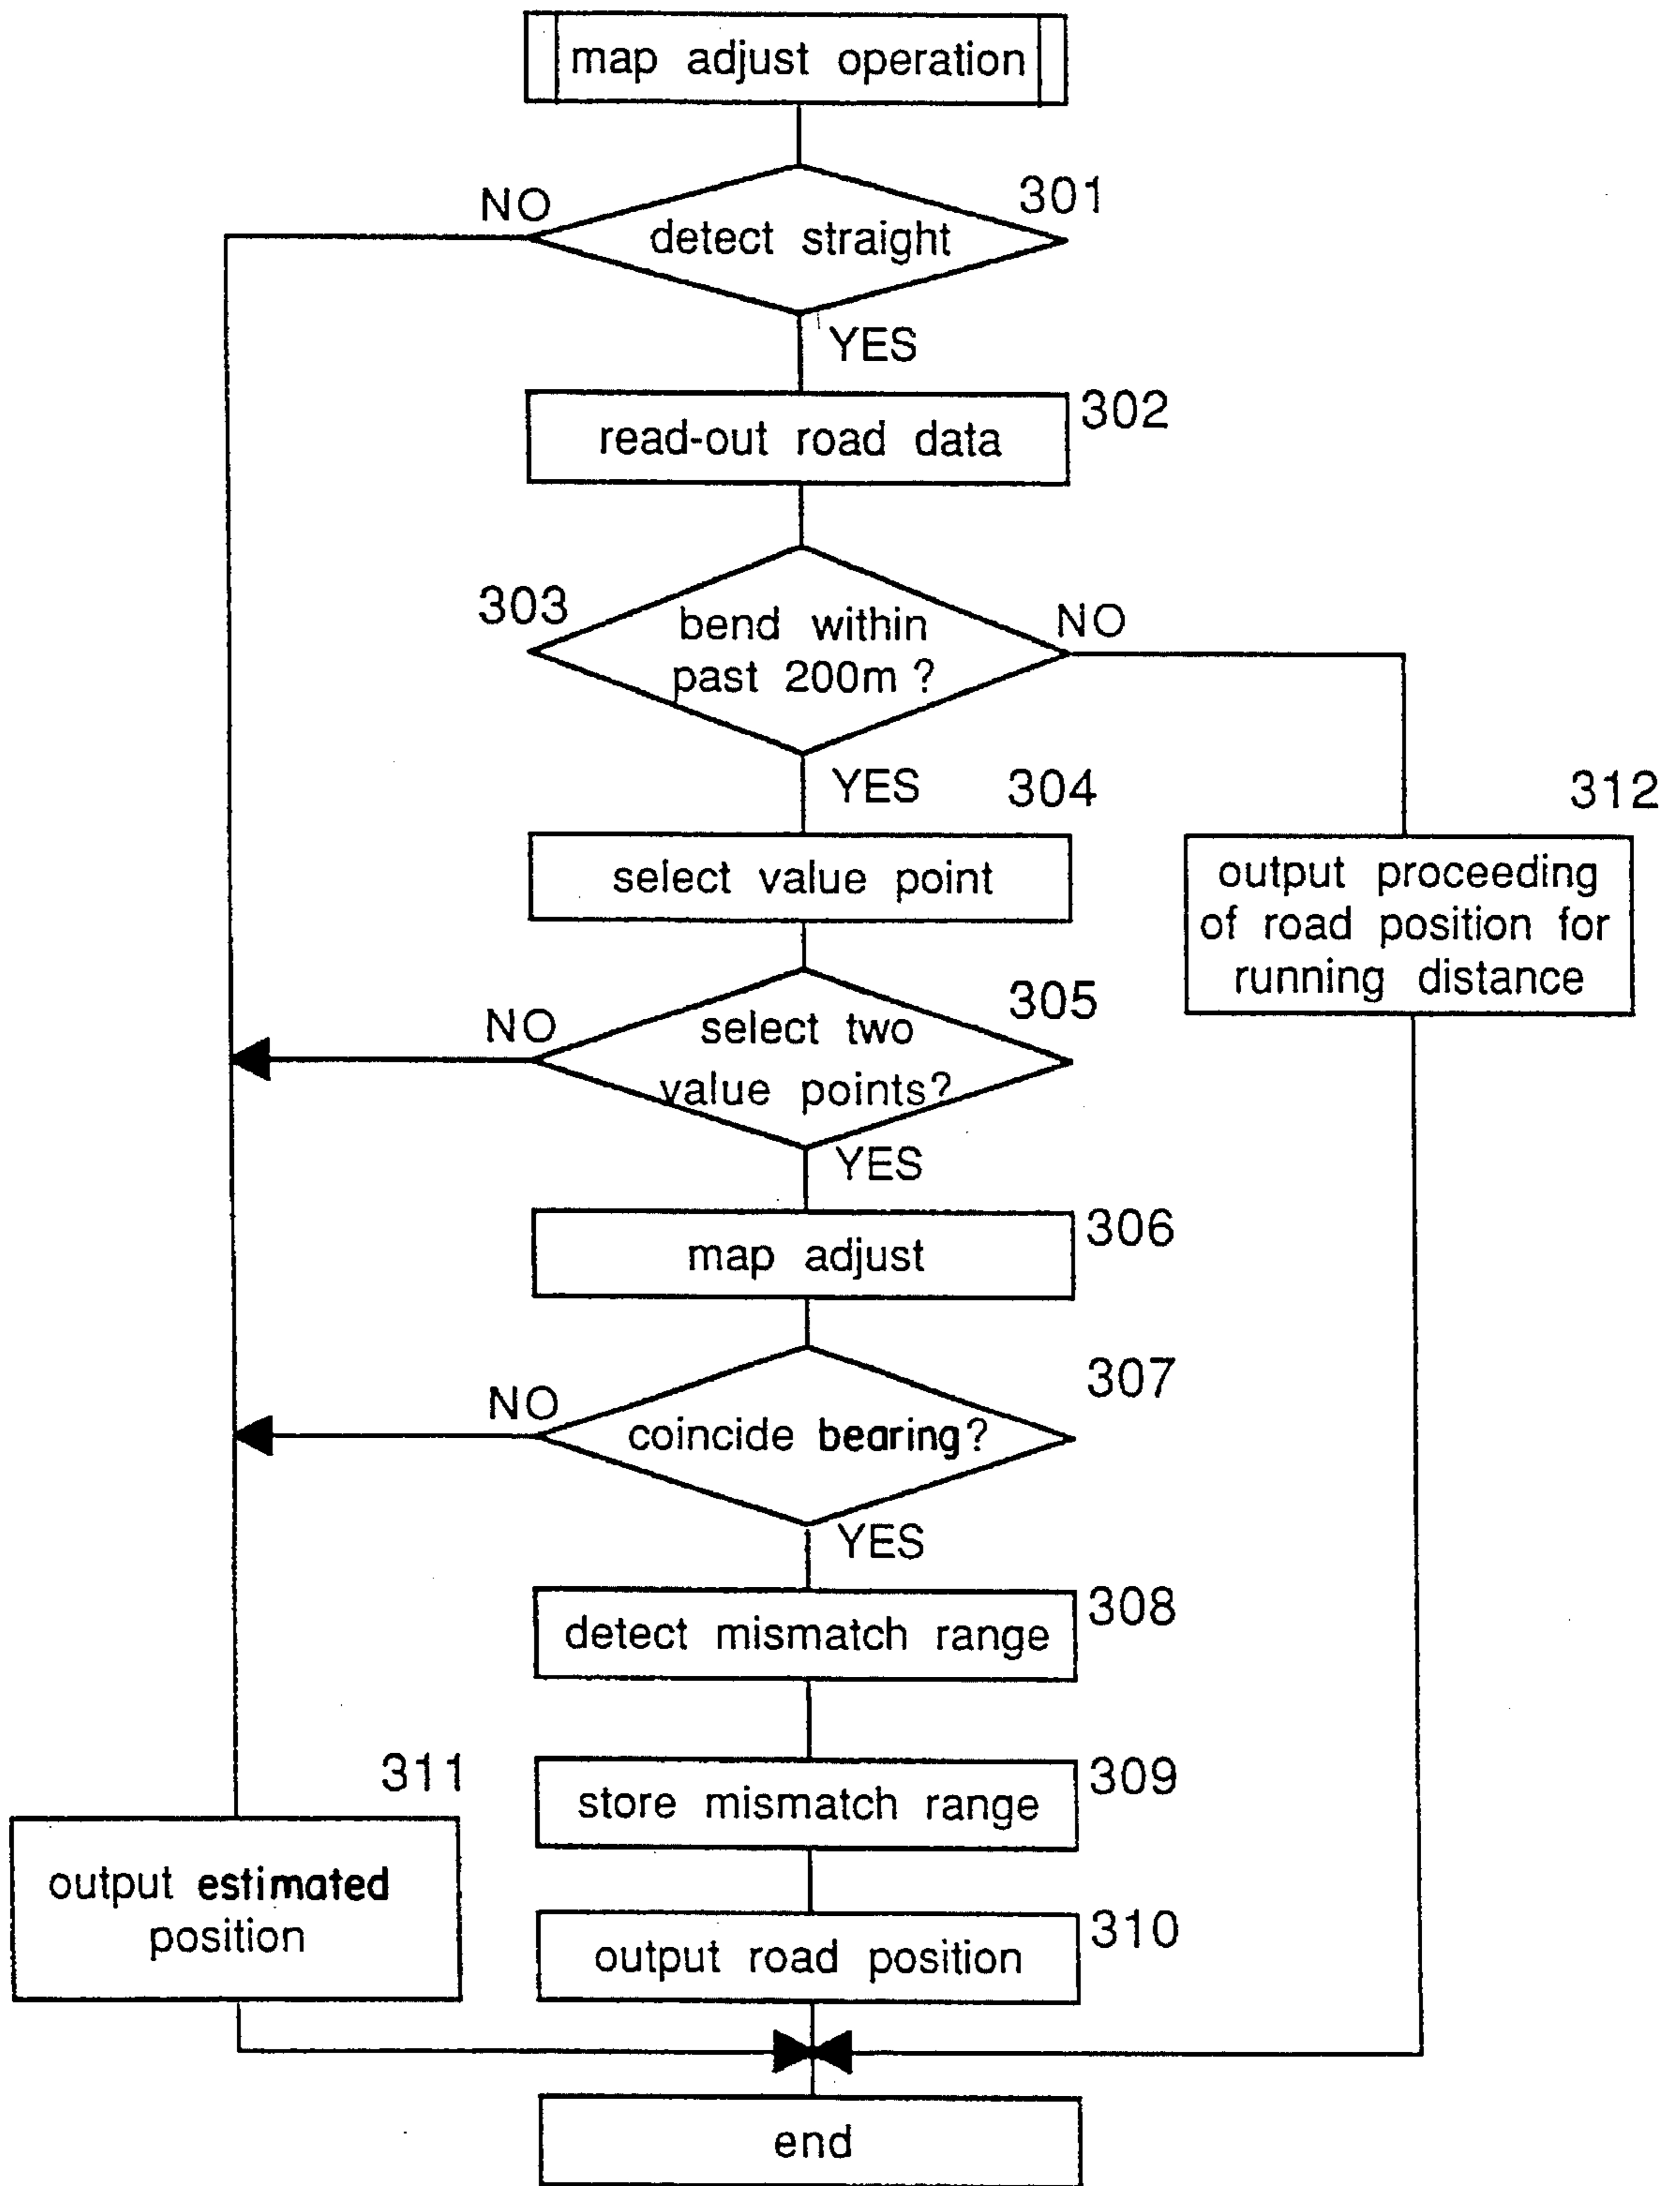 map adjust operation
NO
301
detect straight
YES
302
read-out road data
303
bend within
past 200m ?
NO
YES
304
312
select value point
output proceeding
of road position for
running distance
NO
305
select two
value points?
YES
306
map adjust
307
NO
coincide bearing?
YES
308
detect mismatch range
311
309
store mismatch range
output estimated
position
310
output road position
end